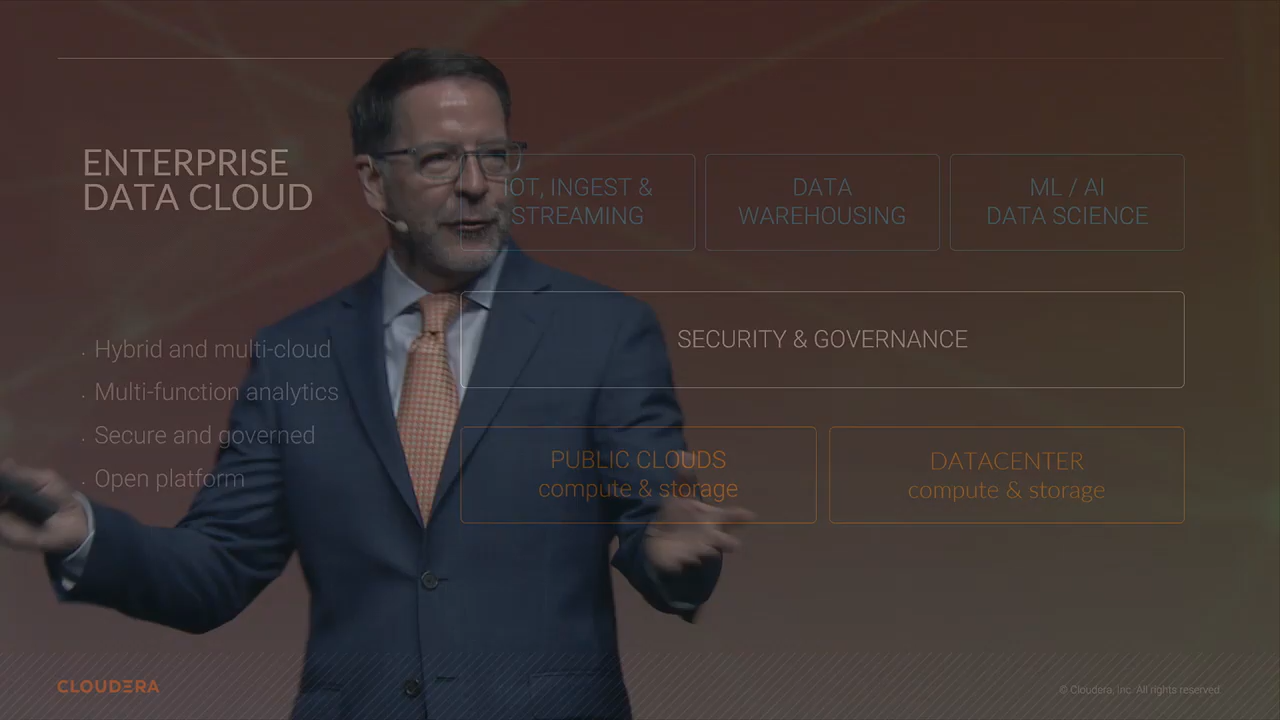 ENTERPRISE
DATA CLOUD
· Hybrid and multi-cloud
· Multi-function analytics
· Secure and governed
· Open platform
IOT, INGEST &
STREAMING
DATA
WAREHOUSING
ML / AI
DATA SCIENCE
SECURITY & GOVERNANCE
PUBLIC CLOUDS
compute & storage
DATACENTER
compute & storage
CLOUDERA
© Cloudera, Inc. All rights reserved.